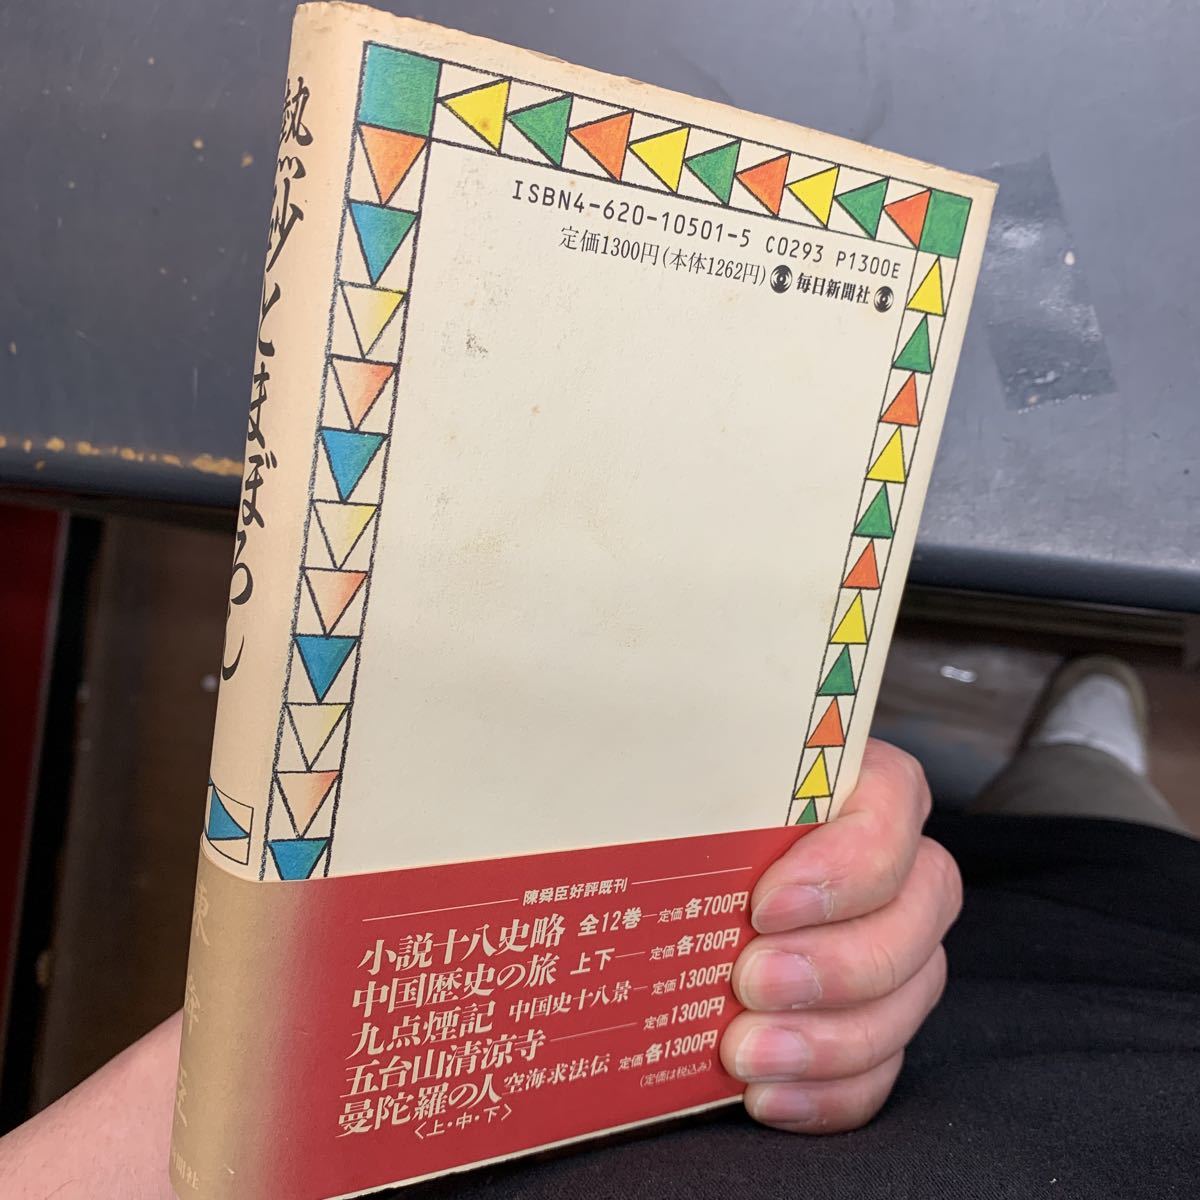 熱砂とまぼろし
陳舜臣
ISBN4-620-10501-5 C0293 P1300E
定価1300円(本体1262円) 毎日新聞社
陳舜臣好評既刊
小説十八史略 全12巻—定価各700円
中国歴史の旅 上下—定価各780円
九点煙記 中国史十八景—定価1300円
五台山清涼寺—定価1300円
曼陀羅の人 空海求法伝 定価各1300円
〈上・中・下〉 (定価は税込み)